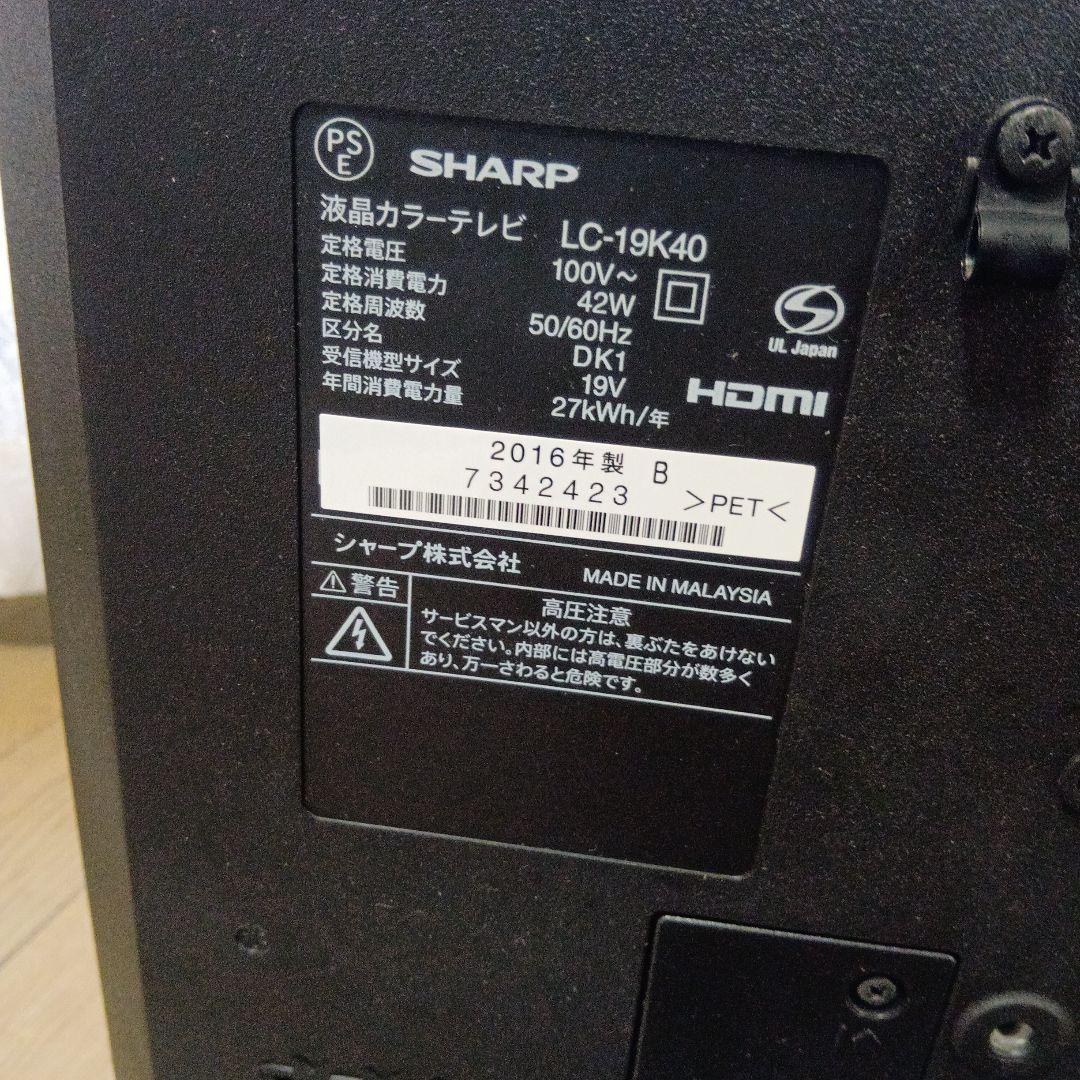 PS
E
SHARP
液晶カラーテレビ LC-19K40
定格電圧 100V～
定格消費電力 42W
定格周波数 50/60Hz
区分名 DK1
受信機型サイズ 19V
年間消費電力量 27kWh/年
UL Japan
HDMI
2016年製 B
7342423 >PET<
シャープ株式会社 MADE IN MALAYSIA
警告
高圧注意
サービスマン以外の方は、裏ぶたをあけない
でください。内部には高電圧部分が数多く
あり、万一さわると危険です。